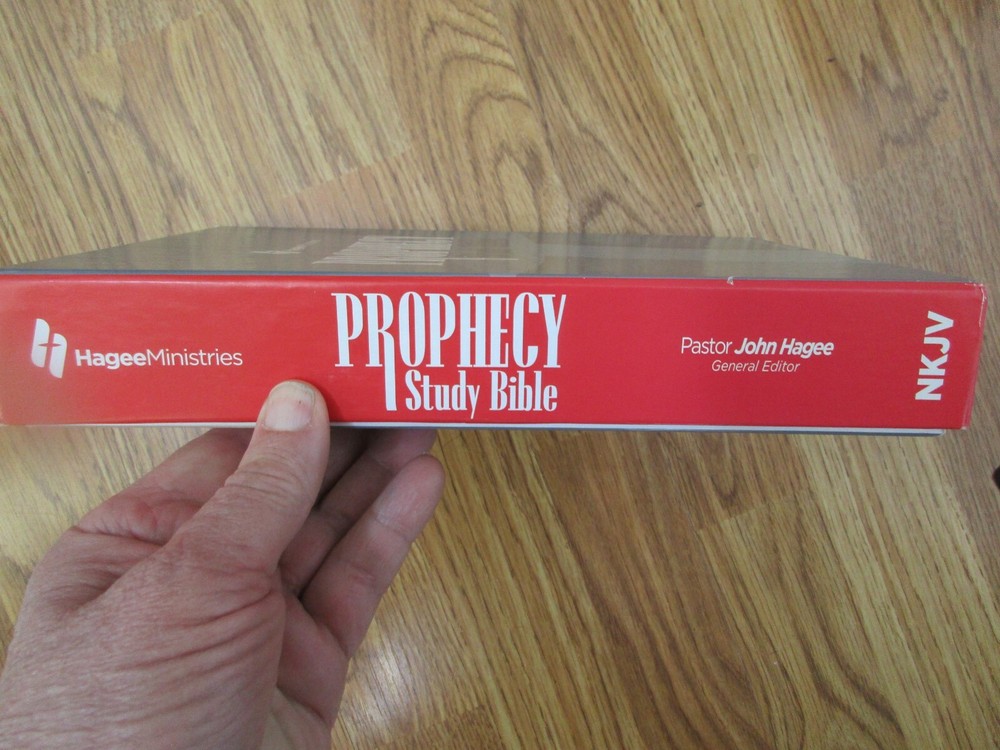 HageeMinistries
PROPHECY
Study Bible
Pastor John Hagee
General Editor
NKJV